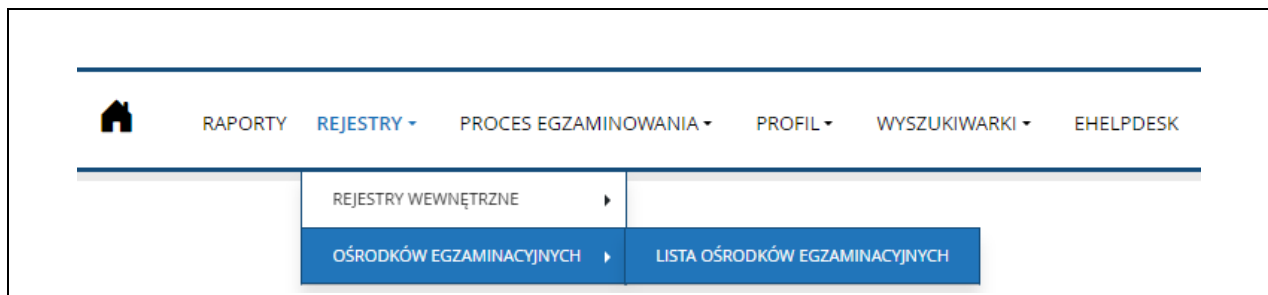 RAPORTY REJESTRY PROCES EGZAMINOWANIA PROFIL WYSZUKIWARKI EHELPDESK
REJESTRY WEWNĘTRZNE
OŚRODKÓW EGZAMINACYJNYCH LISTA OŚRODKÓW EGZAMINACYJNYCH